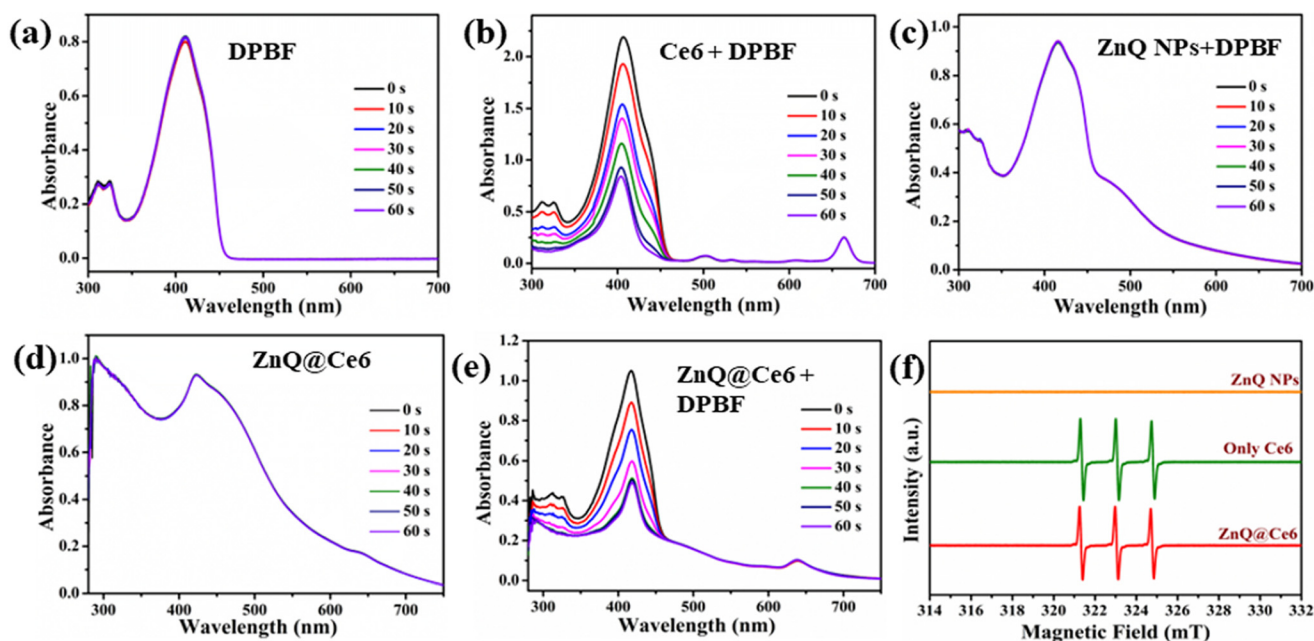 (a)
DPBF
0 s
10 s
20 s
30 s
40 s
50 s
60 s
Absorbance
0.8
0.6
0.4
0.2
0.0
300 400 500 600 700
Wavelength (nm)
(b)
Ce6 + DPBF
0 s
10 s
20 s
30 s
40 s
50 s
60 s
Absorbance
2.0
1.5
1.0
0.5
0.0
300 400 500 600 700
Wavelength (nm)
(c)
ZnQ NPs+DPBF
0 s
10 s
20 s
30 s
40 s
50 s
60 s
Absorbance
1.0
0.8
0.6
0.4
0.2
0.0
300 400 500 600 700
Wavelength (nm)
(d)
ZnQ@Ce6
0 s
10 s
20 s
30 s
40 s
50 s
60 s
Absorbance
1.0
0.8
0.6
0.4
0.2
0.0
300 400 500 600 700
Wavelength (nm)
(e)
ZnQ@Ce6 +
DPBF
0 s
10 s
20 s
30 s
40 s
50 s
60 s
Absorbance
1.2
1.0
0.8
0.6
0.4
0.2
0.0
300 400 500 600 700
Wavelength (nm)
(f)
ZnQ NPs
Only Ce6
ZnQ@Ce6
Intensity (a.u.)
314 316 318 320 322 324 326 328 330 332
Magnetic Field (mT)